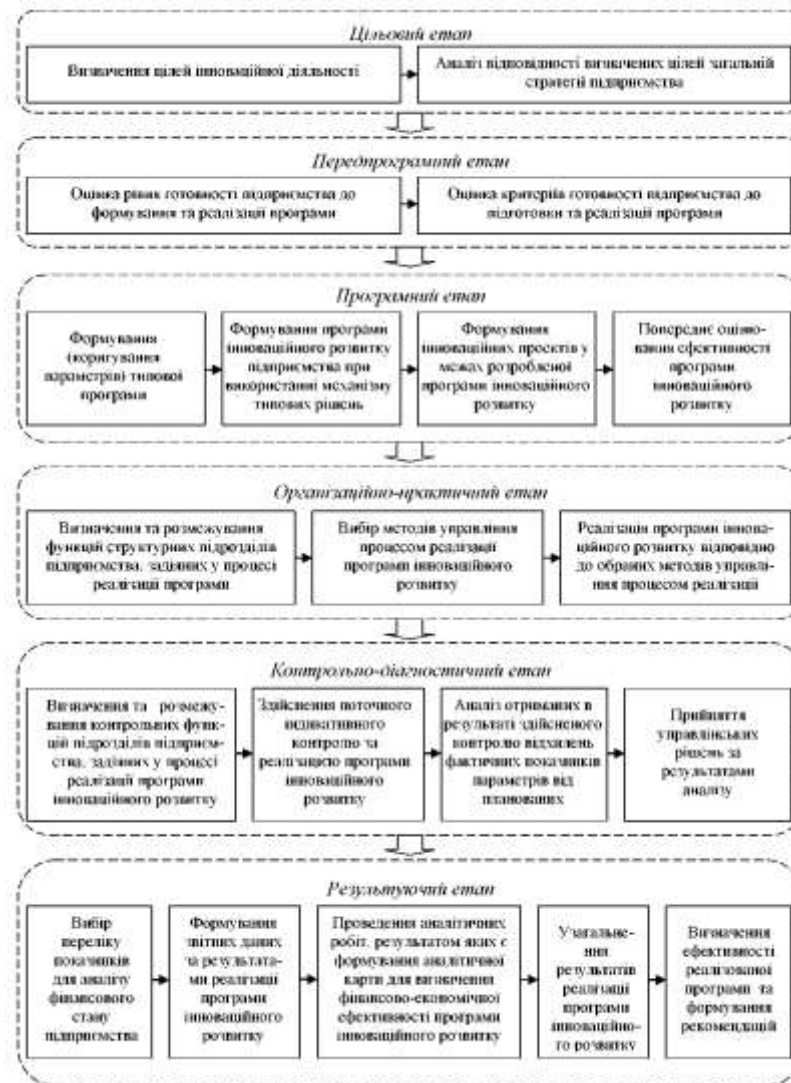 Цільовий етап
Визначення цілей інноваційної діяльності
Аналіз відповідності визначених цілей загальній
стратегії підприємства
Передпрограмний етап
Оцінка рівня готовності підприємства до
формування та реалізації програми
Оцінка критеріїв готовності підприємства до
підготовки та реалізації програми
Програмний етап
Формування
(коригування
параметрів) типової
програми
Формування програми
інноваційного розвитку
підприємства при
використанні механізму
типових рішень
Формування
інноваційних проектів у
межах розробленої
програми інноваційного
розвитку
Попереднє оціню-
вання ефективності
програми
інноваційного
розвитку
Організаційно-практичний етап
Визначення та розмежування
функцій структурних підрозділів
підприємства, задіяних у процесі
реалізації програми
Вибір методів управління
процесом реалізації
програми інноваційного
розвитку
Реалізація програми іннова-
ційного розвитку відповідно
до обраних методів управлі-
ння процесом реалізації
Контрольно-діагностичний етап
Визначення та розмежу-
вання контрольних функ-
цій підрозділів підприєм-
ства, задіяних у процесі
реалізації програми
інноваційного розвитку
Здійснення поточного
індикативного
контролю за
реалізацією програми
інноваційного
розвитку
Аналіз отриманих в
результаті здійсненого
контролю відхилень
фактичних показників
параметрів від
планованих
Прийняття
управлінських
рішень за
результатами
аналізу
Результуючий етап
Вибір
переліку
показників
для аналізу
фінансового
стану
підприємства
Формування
звітних даних
за результата-
ми реалізації
програми
інноваційного
розвитку
Проведення аналітичних
робіт, результатом яких є
формування аналітичної
карти для визначення
фінансово-економічної
ефективності програми
інноваційного розвитку
Узагальне-
ння
результатів
реалізації
програми
інноваційно-
го розвитку
Визначення
ефективності
реалізованої
програми та
формування
рекомендацій